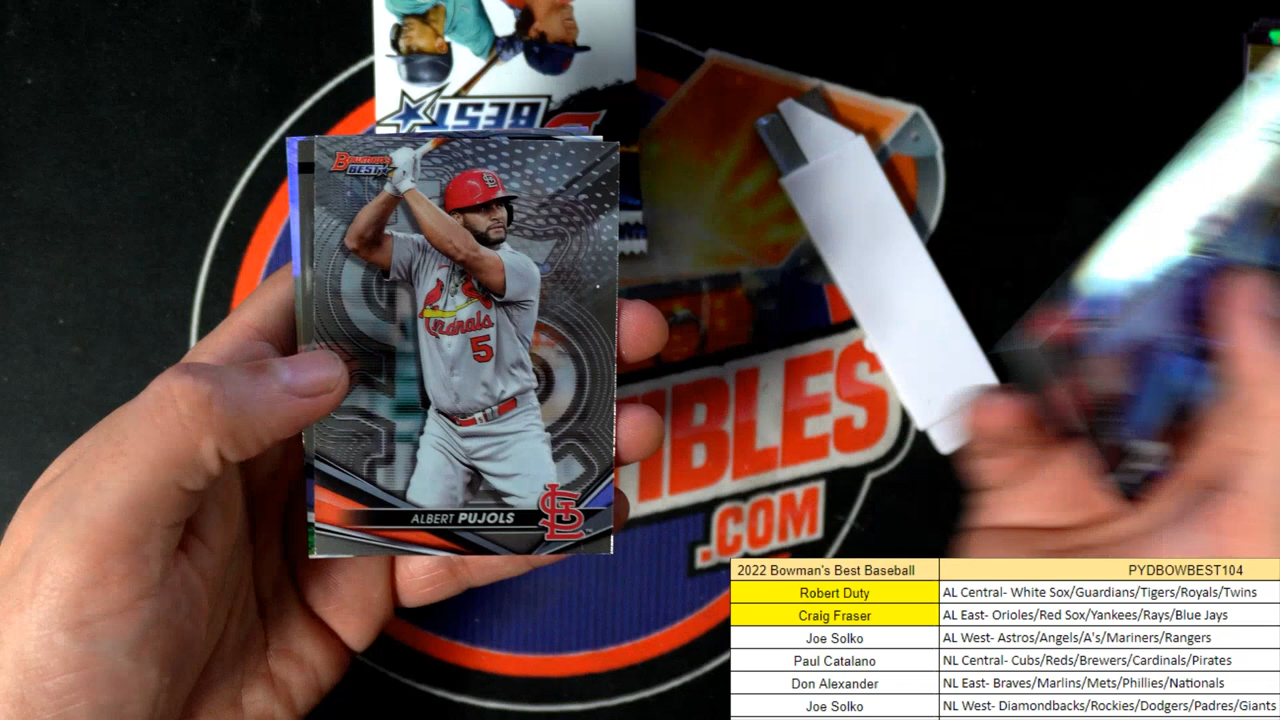 BEST
Bowman's
BEST
Cardinals
5
ALBERT PUJOLS
STL
TIBLES
.COM
2022 Bowman's Best Baseball PYDBOWBEST104
Robert Duty AL Central- White Sox/Guardians/Tigers/Royals/Twins
Craig Fraser AL East- Orioles/Red Sox/Yankees/Rays/Blue Jays
Joe Solko AL West- Astros/Angels/A's/Mariners/Rangers
Paul Catalano NL Central- Cubs/Reds/Brewers/Cardinals/Pirates
Don Alexander NL East- Braves/Marlins/Mets/Phillies/Nationals
Joe Solko NL West- Diamondbacks/Rockies/Dodgers/Padres/Giants